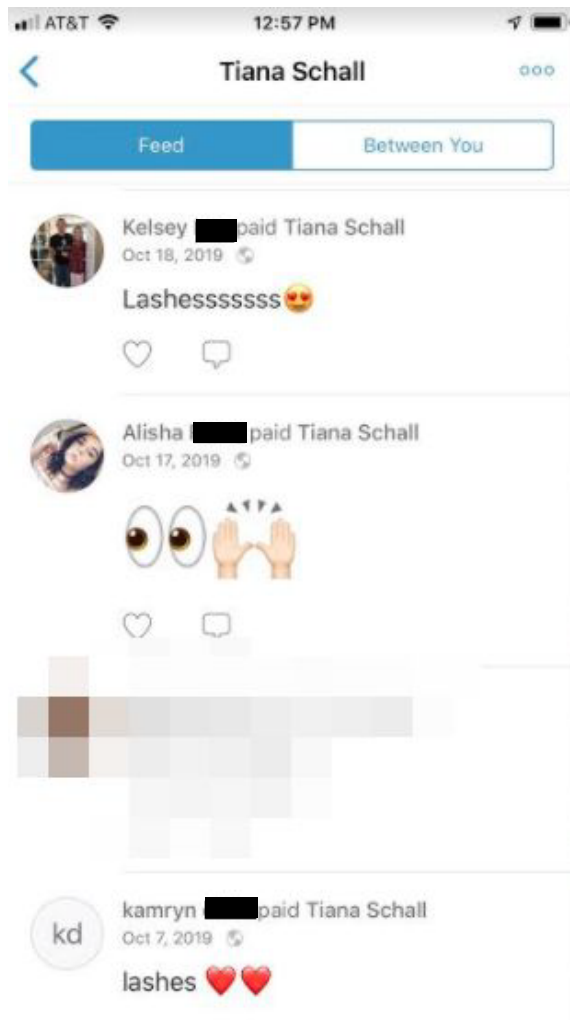 AT&T 12:57 PM
Tiana Schall
Feed Between You
Kelsey paid Tiana Schall
Oct 18, 2019
Lashesssssss😍
Alisha paid Tiana Schall
Oct 17, 2019
👀🙌🏻
kd
kamryn paid Tiana Schall
Oct 7, 2019
lashes ❤️❤️